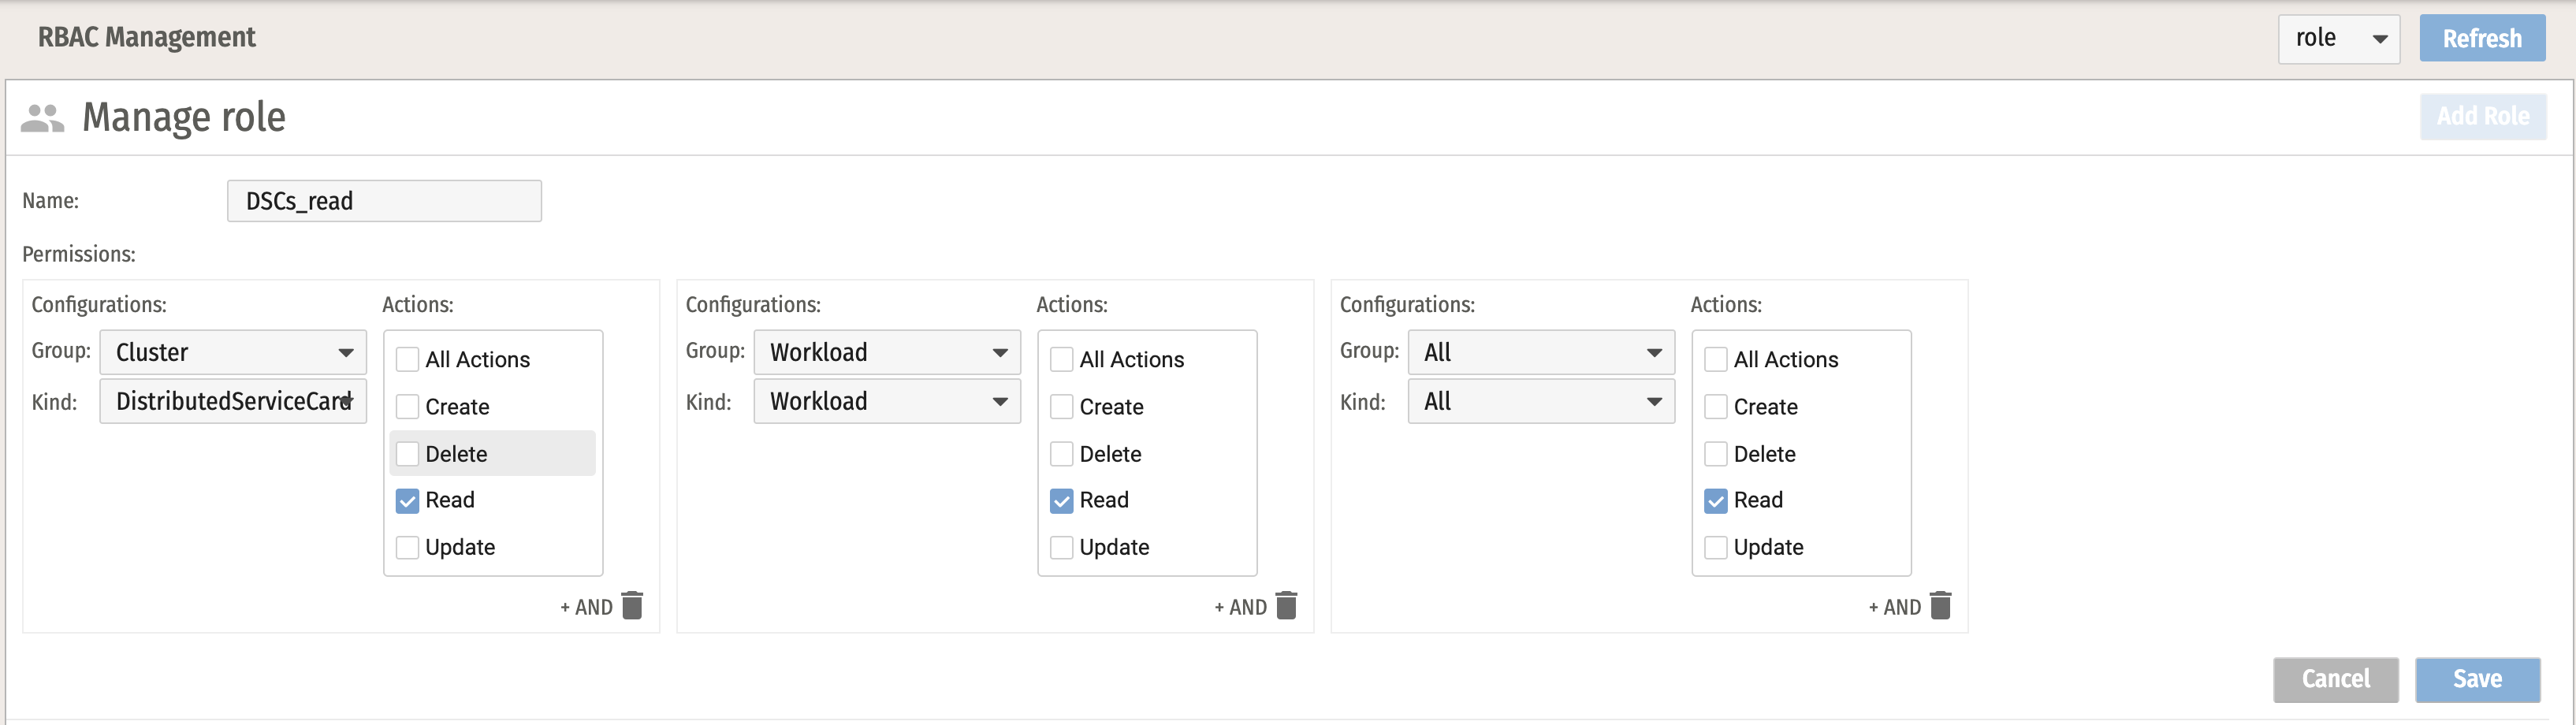 RBAC Management
role
Refresh
Manage role
Add Role
Name:
DSCs_read
Permissions:
Configurations:
Actions:
Group:
Cluster
Kind:
DistributedServiceCard
All Actions
Create
Delete
Read
Update
+ AND
Configurations:
Actions:
Group:
Workload
Kind:
Workload
All Actions
Create
Delete
Read
Update
+ AND
Configurations:
Actions:
Group:
All
Kind:
All
All Actions
Create
Delete
Read
Update
+ AND
Cancel
Save